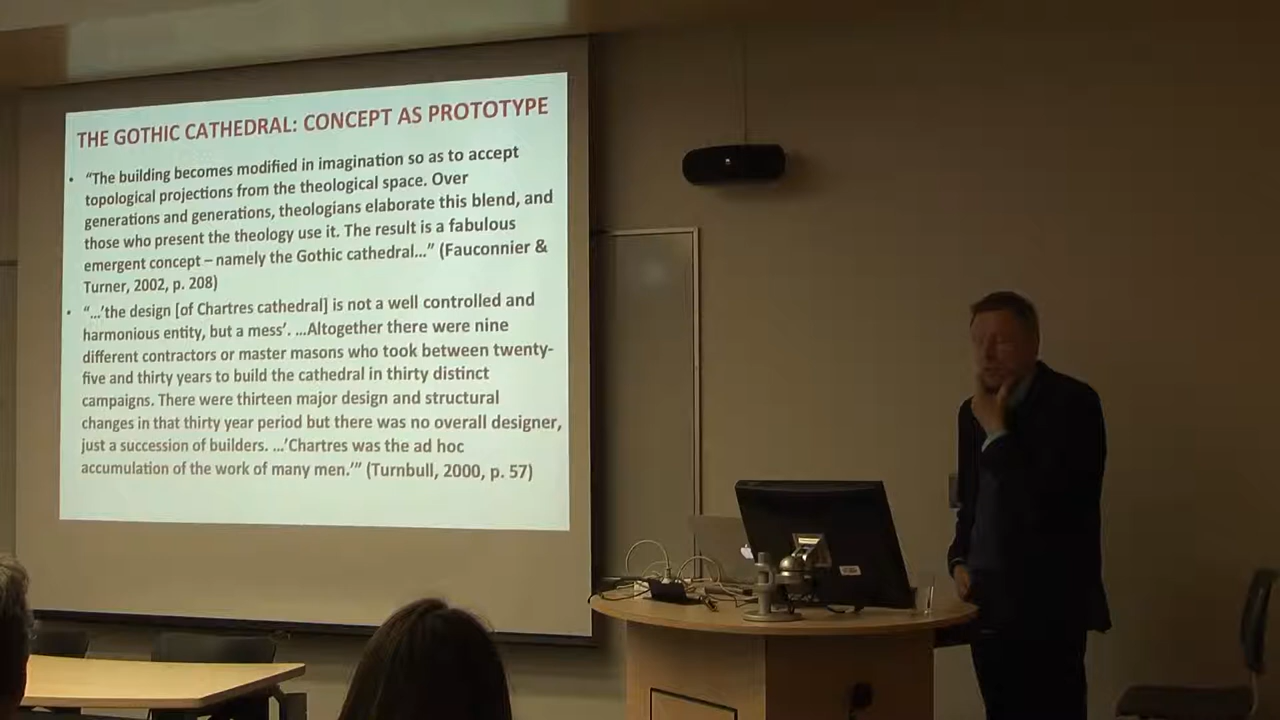 THE GOTHIC CATHEDRAL: CONCEPT AS PROTOTYPE
• “The building becomes modified in imagination so as to accept
topological projections from the theological space. Over
generations and generations, theologians elaborate this blend, and
those who present the theology use it. The result is a fabulous
emergent concept – namely the Gothic cathedral…” (Fauconnier &
Turner, 2002, p. 208)
• “…‘the design [of Chartres cathedral] is not a well controlled and
harmonious entity, but a mess’. …Altogether there were nine
different contractors or master masons who took between twenty-
five and thirty years to build the cathedral in thirty distinct
campaigns. There were thirteen major design and structural
changes in that thirty year period but there was no overall designer,
just a succession of builders. …‘Chartres was the ad hoc
accumulation of the work of many men.’” (Turnbull, 2000, p. 57)